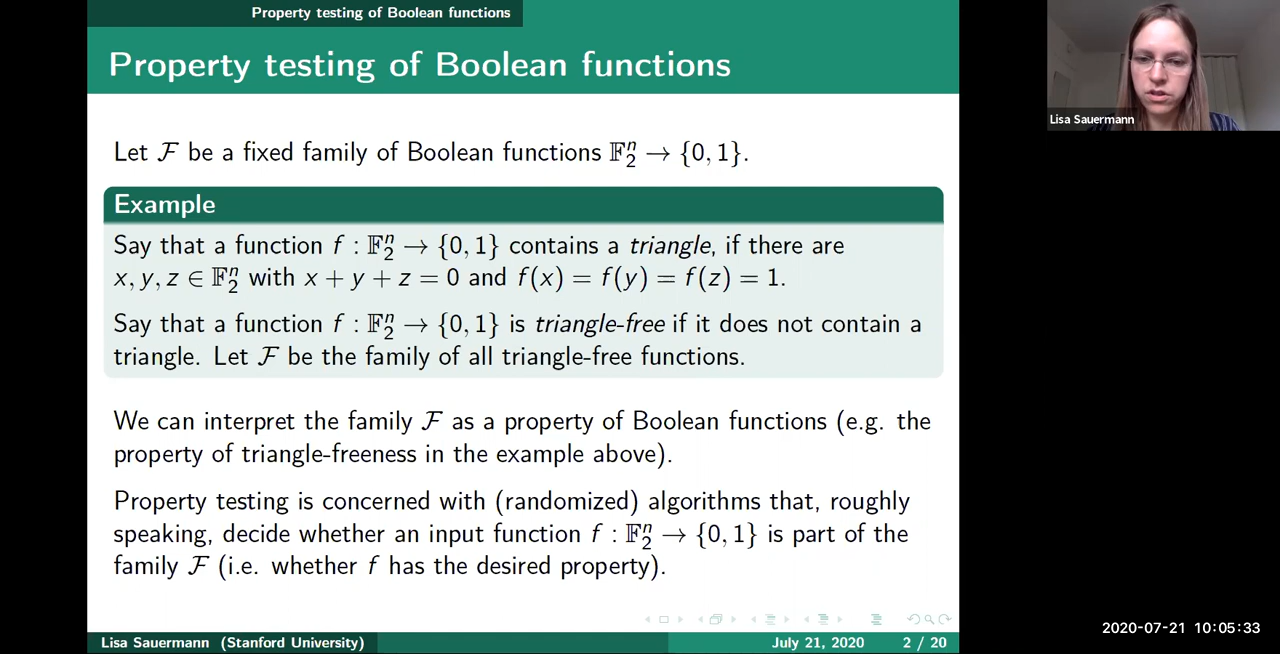 Property testing of Boolean functions
Property testing of Boolean functions
Let ℱ be a fixed family of Boolean functions 𝔽₂ⁿ → {0, 1}.
Example
Say that a function f : 𝔽₂ⁿ → {0, 1} contains a triangle, if there are
x, y, z ∈ 𝔽₂ⁿ with x + y + z = 0 and f(x) = f(y) = f(z) = 1.
Say that a function f : 𝔽₂ⁿ → {0, 1} is triangle-free if it does not contain a
triangle. Let ℱ be the family of all triangle-free functions.
We can interpret the family ℱ as a property of Boolean functions (e.g. the
property of triangle-freeness in the example above).
Property testing is concerned with (randomized) algorithms that, roughly
speaking, decide whether an input function f : 𝔽₂ⁿ → {0, 1} is part of the
family ℱ (i.e. whether f has the desired property).
Lisa Sauermann (Stanford University)
July 21, 2020
2 / 20
Lisa Sauermann
2020-07-21 10:05:33